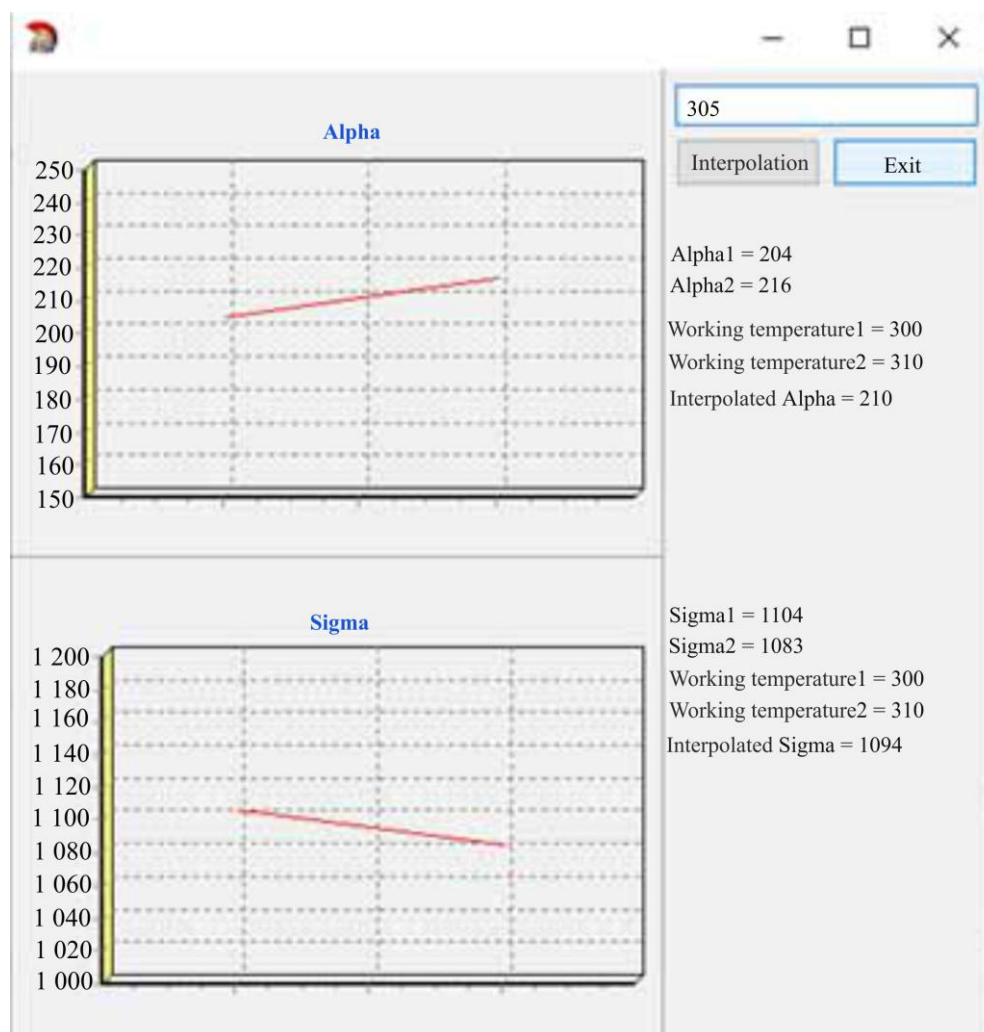 305
Interpolation
Exit
Alpha
250
240
230
220
210
200
190
180
170
160
150
Alpha1 = 204
Alpha2 = 216
Working temperature1 = 300
Working temperature2 = 310
Interpolated Alpha = 210
Sigma
1 200
1 180
1 160
1 140
1 120
1 100
1 080
1 060
1 040
1 020
1 000
Sigma1 = 1104
Sigma2 = 1083
Working temperature1 = 300
Working temperature2 = 310
Interpolated Sigma = 1094